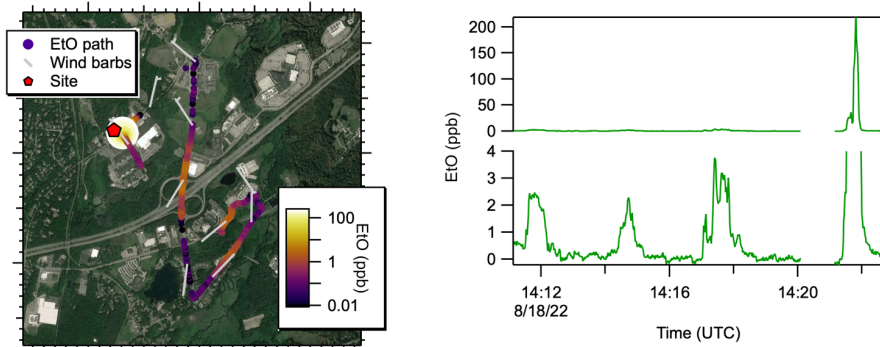 EtO path
Wind barbs
Site
100
1
0.01
EtO (ppb)
200
150
100
50
0
4
3
2
1
0
EtO (ppb)
14:12
14:16
14:20
8/18/22
Time (UTC)